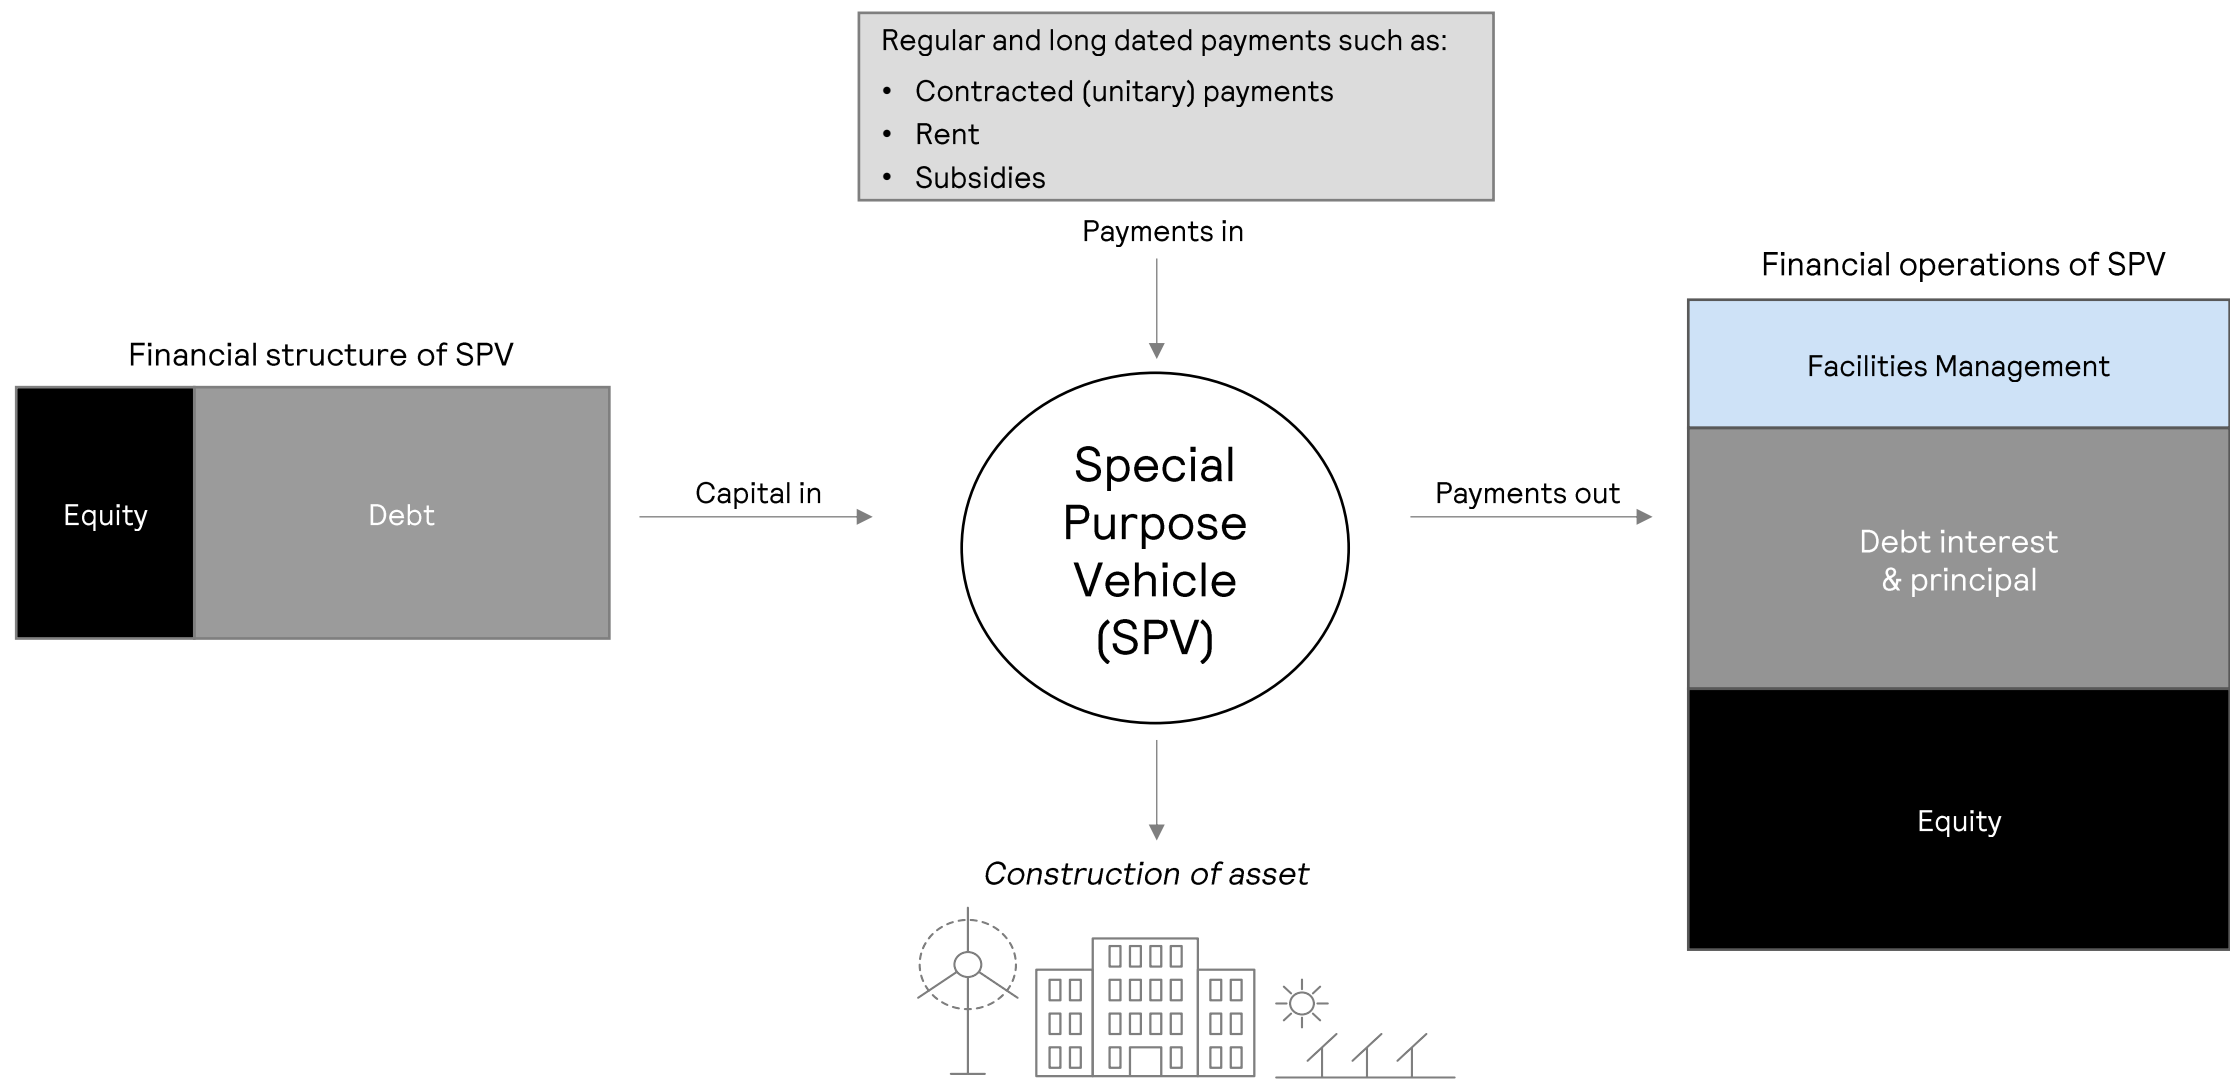 Regular and long dated payments such as:
• Contracted (unitary) payments
• Rent
• Subsidies
Payments in
Financial structure of SPV
Equity
Debt
Capital in
Special
Purpose
Vehicle
(SPV)
Payments out
Financial operations of SPV
Facilities Management
Debt interest
& principal
Equity
Construction of asset